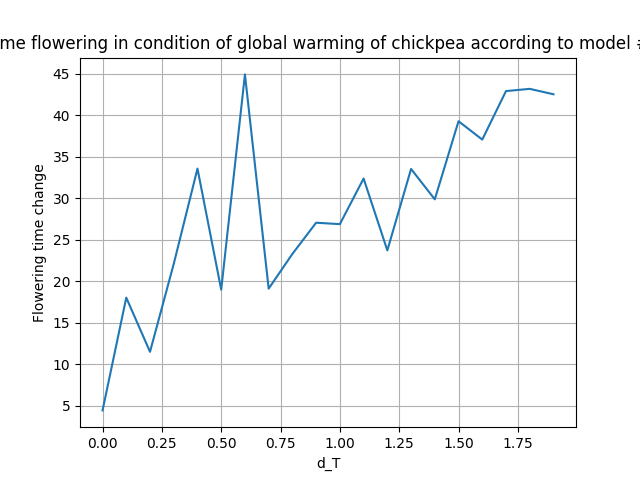 me flowering in condition of global warming of chickpea according to model #
45
40
35
30
25
20
15
10
5
Flowering time change
0.00 0.25 0.50 0.75 1.00 1.25 1.50 1.75
d_T